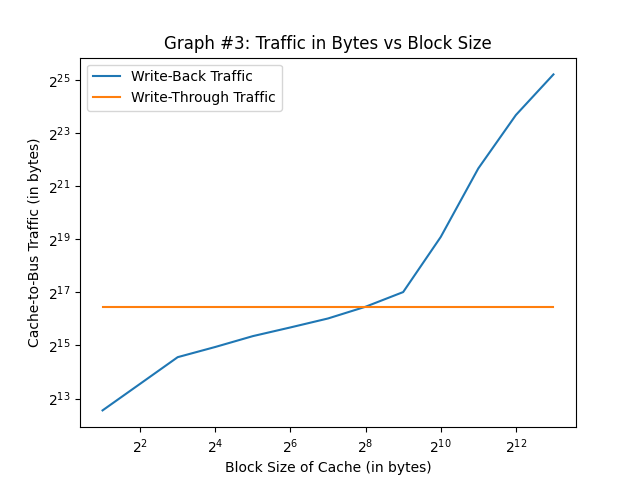 Graph #3: Traffic in Bytes vs Block Size
Write-Back Traffic
Write-Through Traffic
Cache-to-Bus Traffic (in bytes)
2^25
2^23
2^21
2^19
2^17
2^15
2^13
2^2 2^4 2^6 2^8 2^10 2^12
Block Size of Cache (in bytes)